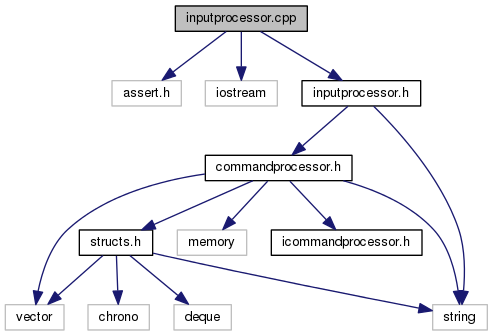 inputprocessor.cpp
assert.h
iostream
inputprocessor.h
commandprocessor.h
structs.h
memory
icommandprocessor.h
vector
chrono
deque
string